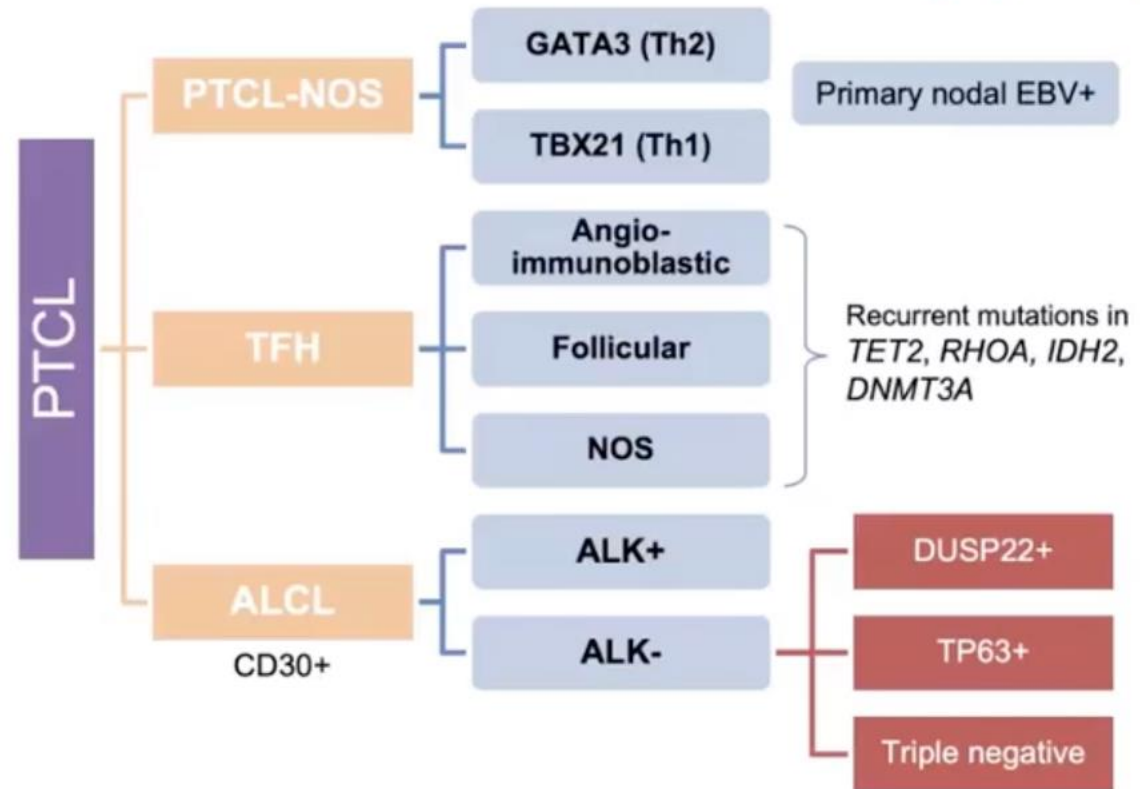 PTCL
PTCL-NOS
GATA3 (Th2)
TBX21 (Th1)
Primary nodal EBV+
TFH
Angio-
immunoblastic
Follicular
NOS
Recurrent mutations in
TET2, RHOA, IDH2,
DNMT3A
ALCL
CD30+
ALK+
ALK-
DUSP22+
TP63+
Triple negative